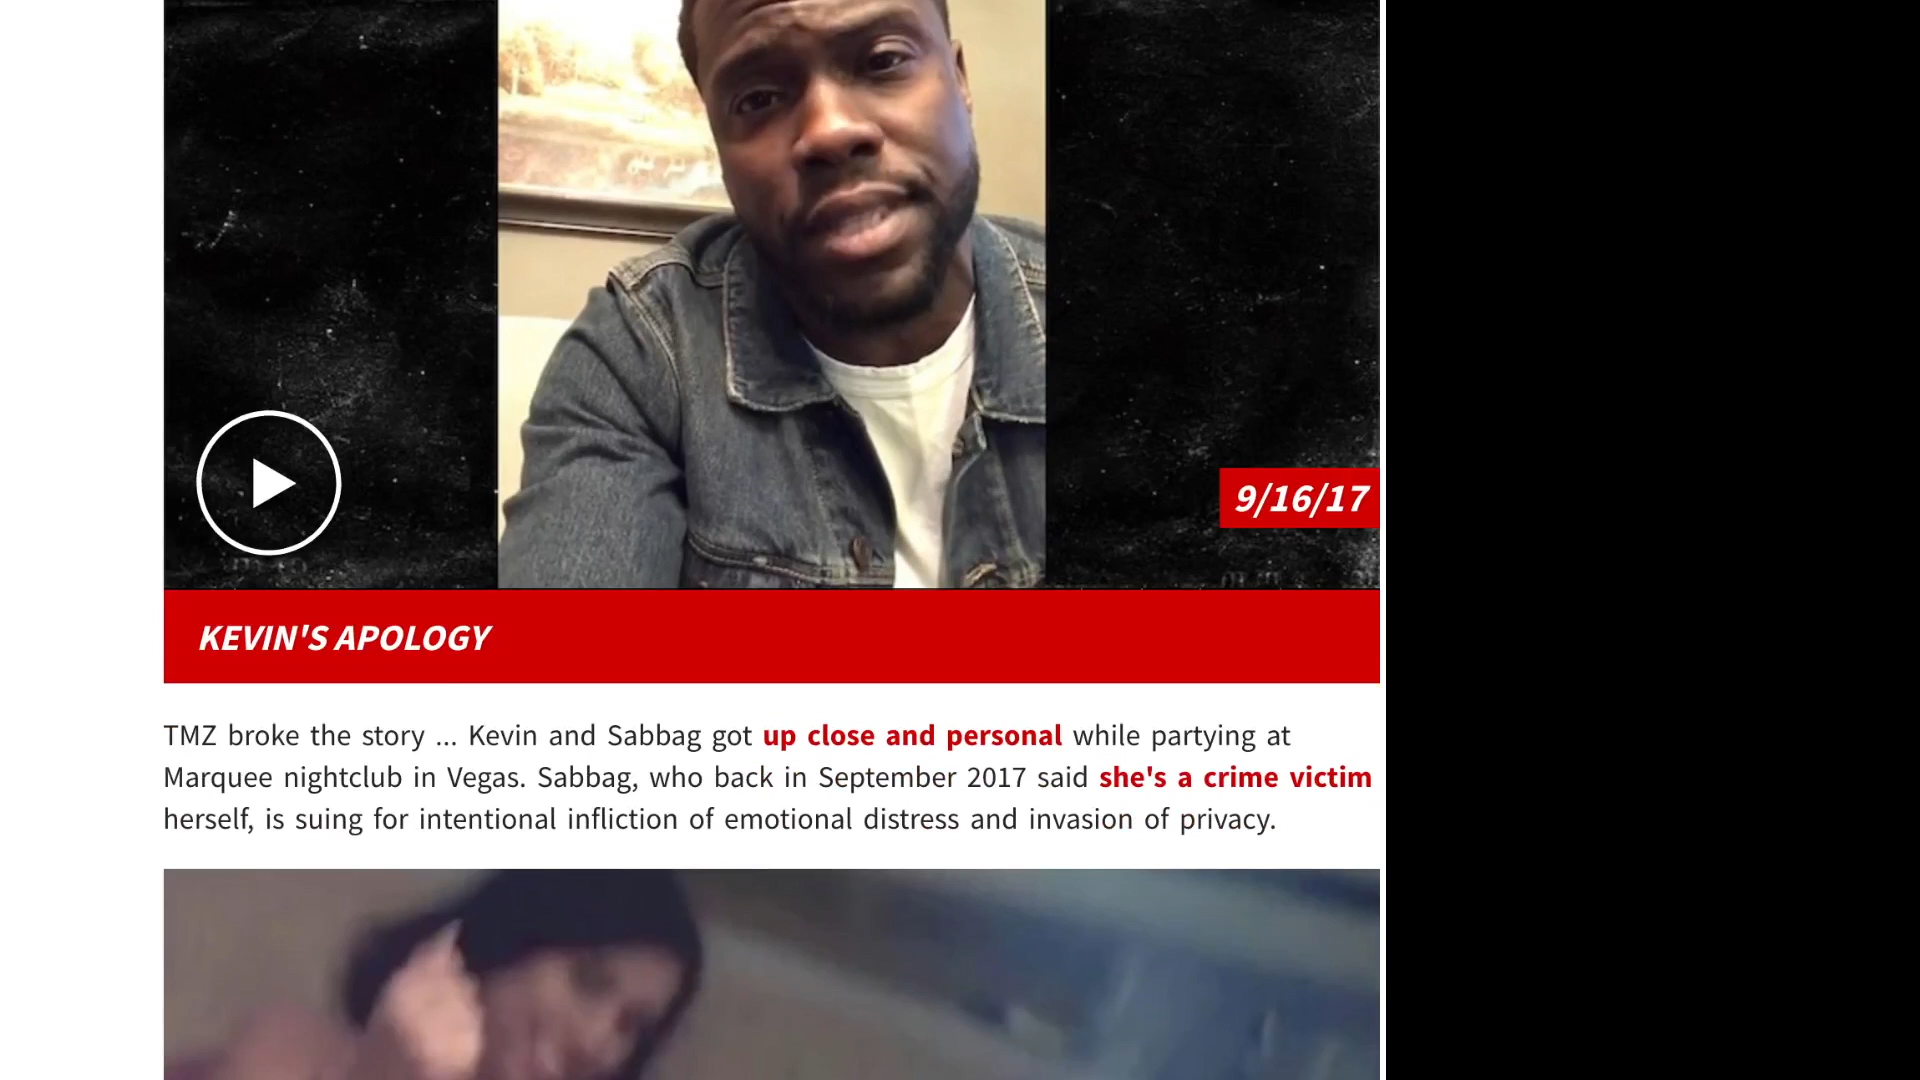 9/16/17
KEVIN'S APOLOGY
TMZ broke the story ... Kevin and Sabbag got up close and personal while partying at
Marquee nightclub in Vegas. Sabbag, who back in September 2017 said she's a crime victim
herself, is suing for intentional infliction of emotional distress and invasion of privacy.